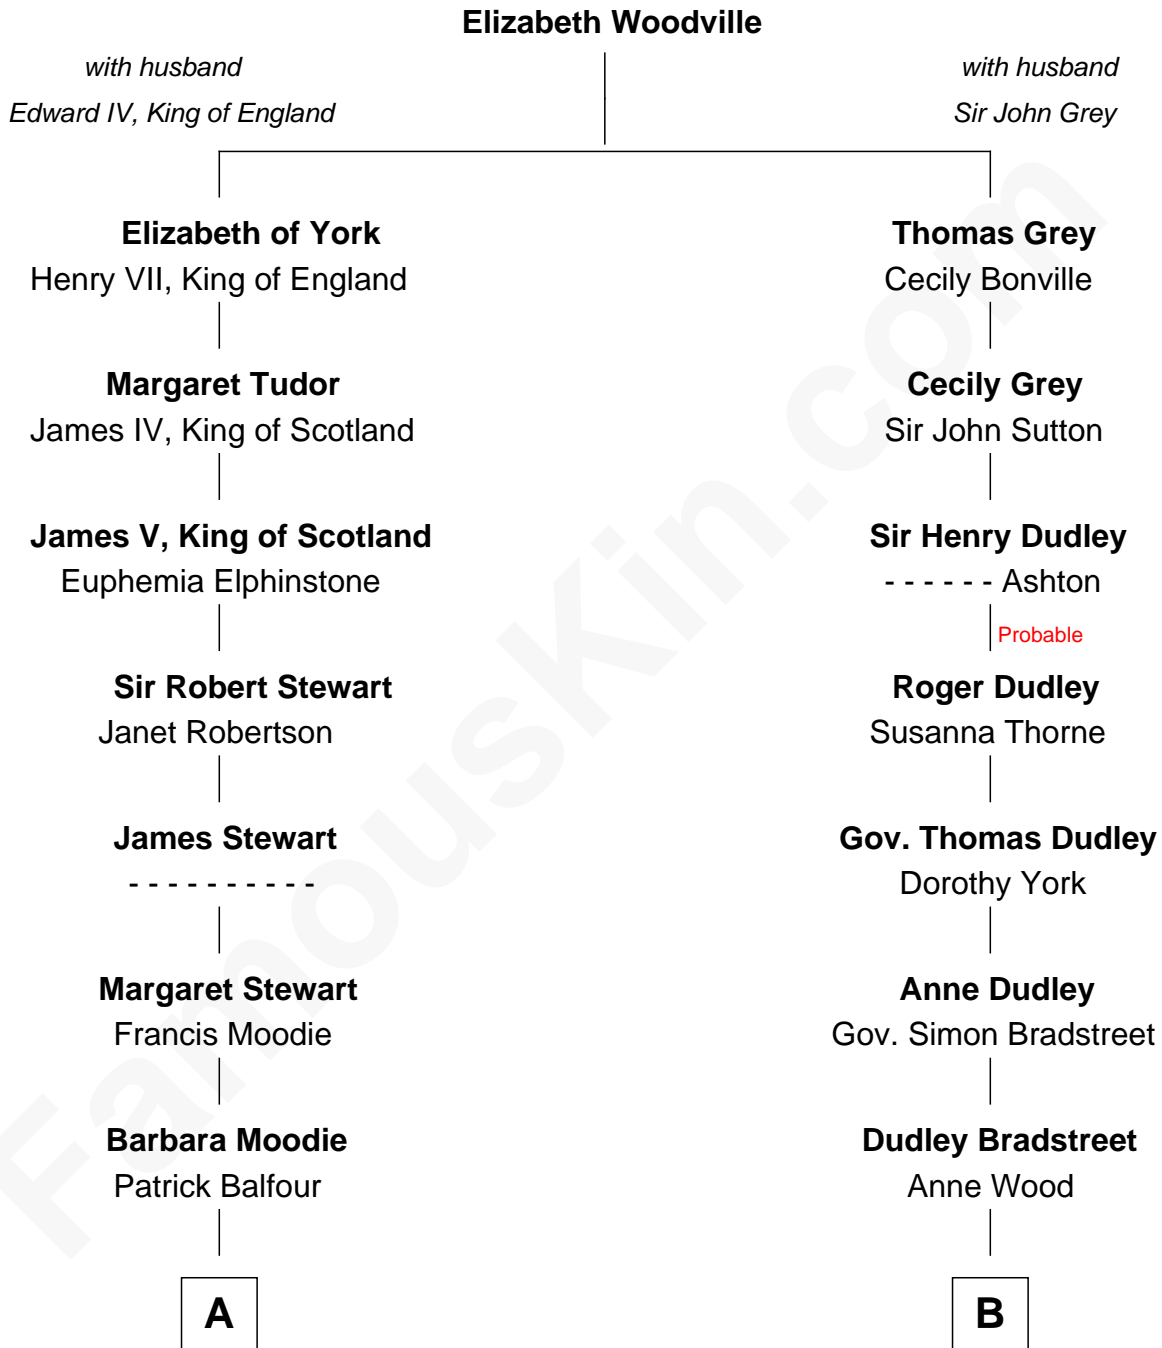 Elizabeth Woodville
with husband
Edward IV, King of England
with husband
Sir John Grey
Elizabeth of York
Henry VII, King of England
Thomas Grey
Cecily Bonville
Margaret Tudor
James IV, King of Scotland
Cecily Grey
Sir John Sutton
James V, King of Scotland
Euphemia Elphinstone
Sir Henry Dudley
- - - - - - Ashton
Probable
Sir Robert Stewart
Janet Robertson
Roger Dudley
Susanna Thorne
James Stewart
- - - - - - - - - -
Gov. Thomas Dudley
Dorothy York
Margaret Stewart
Francis Moodie
Anne Dudley
Gov. Simon Bradstreet
Barbara Moodie
Patrick Balfour
Dudley Bradstreet
Anne Wood
A
B
FamousKin.com